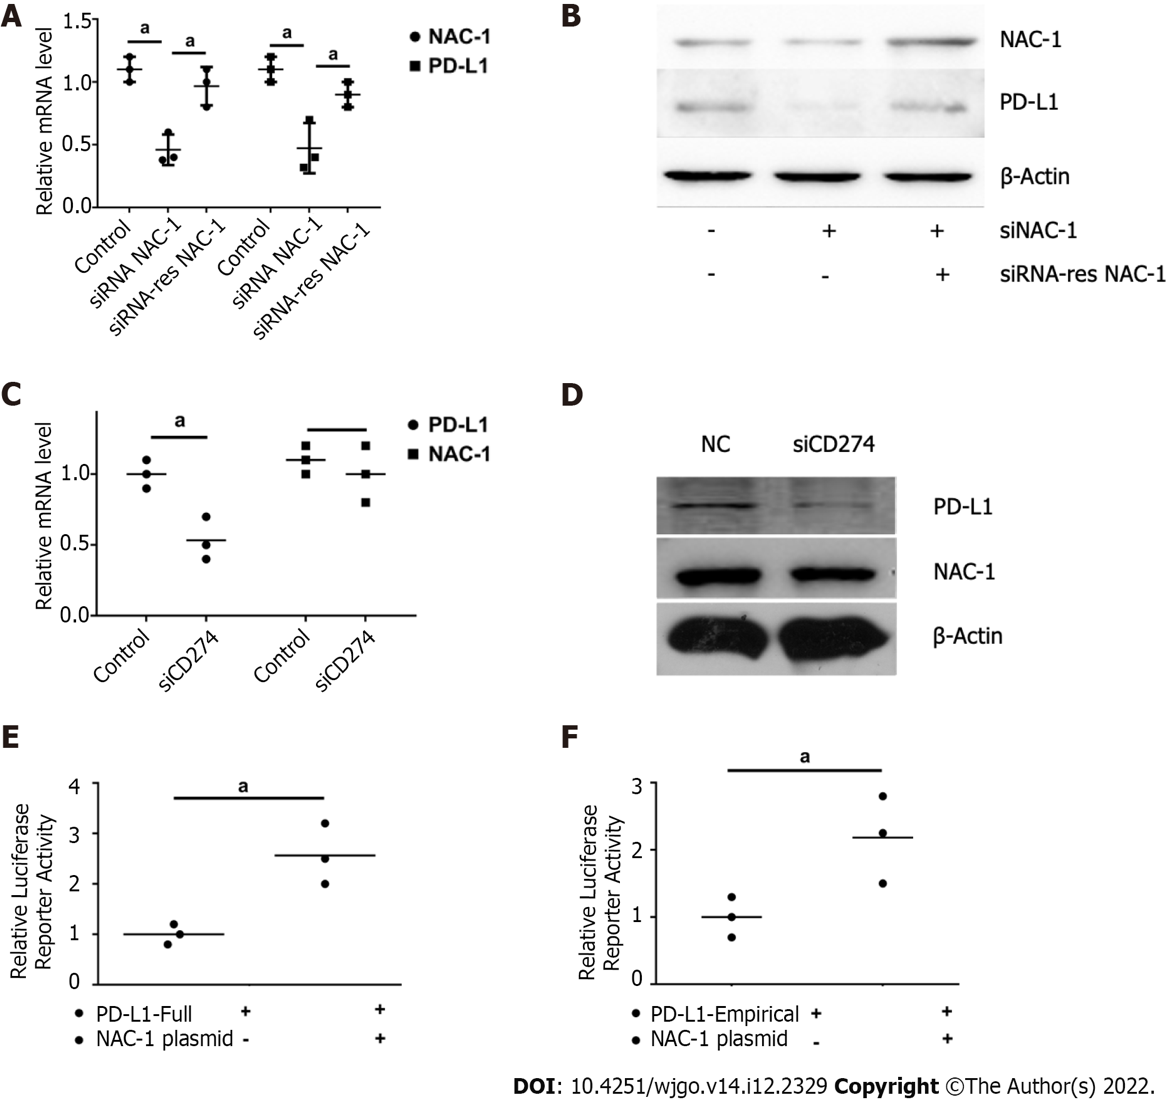 A
1.5
1.0
0.5
0.0
Relative mRNA level
a
a
a
a
NAC-1
PD-L1
Control
siRNA NAC-1
siRNA-res NAC-1
Control
siRNA NAC-1
siRNA-res NAC-1
B
NAC-1
PD-L1
β-Actin
- + + siNAC-1
- - + siRNA-res NAC-1
C
1.0
0.5
0.0
Relative mRNA level
a
PD-L1
NAC-1
Control
siCD274
Control
siCD274
D
NC siCD274
PD-L1
NAC-1
β-Actin
E
4
3
2
1
0
Relative Luciferase
Reporter Activity
a
PD-L1-Full + +
NAC-1 plasmid - +
F
3
2
1
0
Relative Luciferase
Reporter Activity
a
PD-L1-Empirical + +
NAC-1 plasmid - +
DOI: 10.4251/wjgo.v14.i12.2329 Copyright ©The Author(s) 2022.